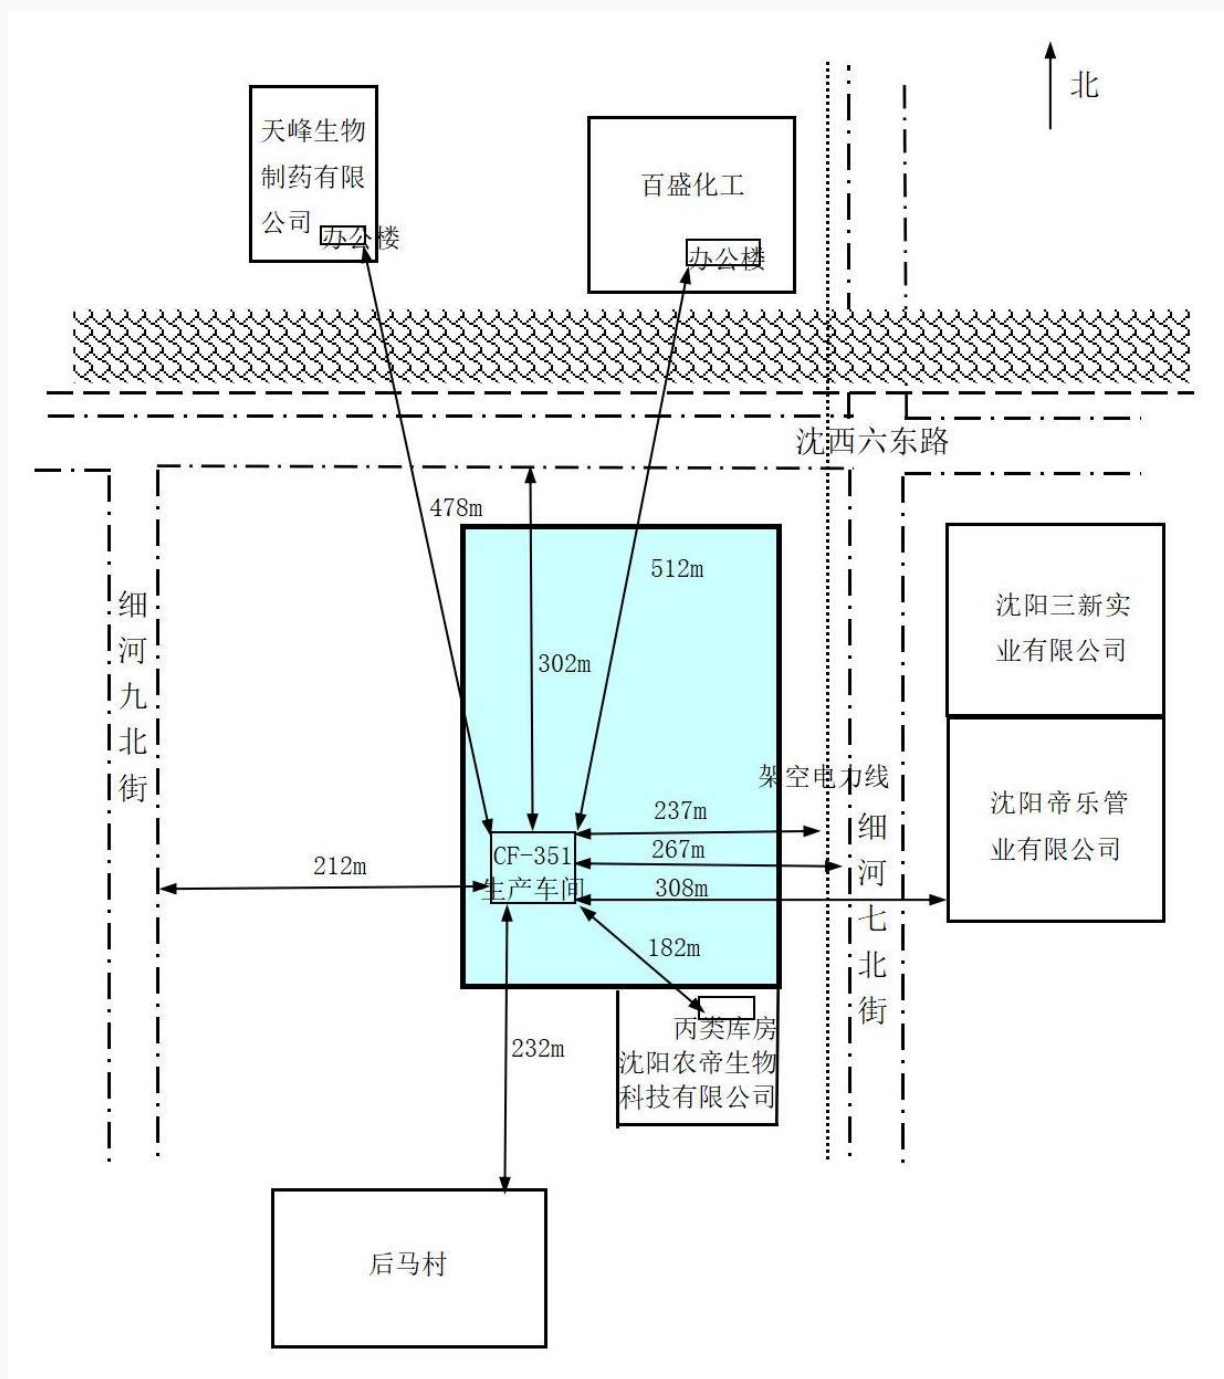 北
天峰生物
制药有限
公司
办公楼
百盛化工
办公楼
沈西六东路
478m
512m
302m
细河九北街
沈阳三新实
业有限公司
架空电力线
沈阳帝乐管
业有限公司
237m
267m
308m
212m
CF-351
生产车间
细河七北街
182m
丙类库房
沈阳农帝生物
科技有限公司
232m
后马村